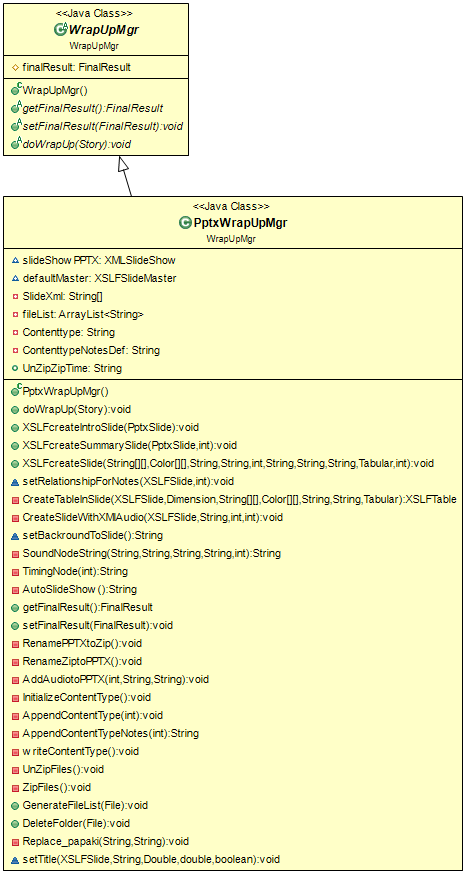 <<Java Class>>
WrapUpMgr
WrapUpMgr
finalResult: FinalResult
WrapUpMgr()
getFinalResult():FinalResult
setFinalResult(FinalResult):void
doWrapUp(Story):void
<<Java Class>>
PptxWrapUpMgr
WrapUpMgr
slideShowPPTX: XMLSlideShow
defaultMaster: XSLFSlideMaster
SlideXml: String[]
fileList: ArrayList<String>
Contenttype: String
ContenttypeNotesDef: String
UnZipZipTime: String
PptxWrapUpMgr()
doWrapUp(Story):void
XSLFcreateIntroSlide(PptxSlide):void
XSLFcreateSummarySlide(PptxSlide,int):void
XSLFcreateSlide(String[][],Color[][],String,String,int,String,String,String,Tabular,int):void
setRelationshipForNotes(XSLFSlide,int):void
CreateTableInSlide(XSLFSlide,Dimension,String[][],Color[][],String,String,Tabular):XSLFTable
CreateSlideWithXMlAudio(XSLFSlide,String,int,int):void
setBackroundToSlide():String
SoundNodeString(String,String,String,String,int):String
TimingNode(int):String
AutoSlideShow():String
getFinalResult():FinalResult
setFinalResult(FinalResult):void
RenamePPTXtoZip():void
RenameZiptoPPTX():void
AddAudiotoPPTX(int,String,String):void
InitializeContentType():void
AppendContentType(int):void
AppendContentTypeNotes(int):String
writeContentType():void
UnZipFiles():void
ZipFiles():void
GenerateFileList(File):void
DeleteFolder(File):void
Replace_papaki(String,String):void
setTitle(XSLFSlide,String,Double,double,boolean):void